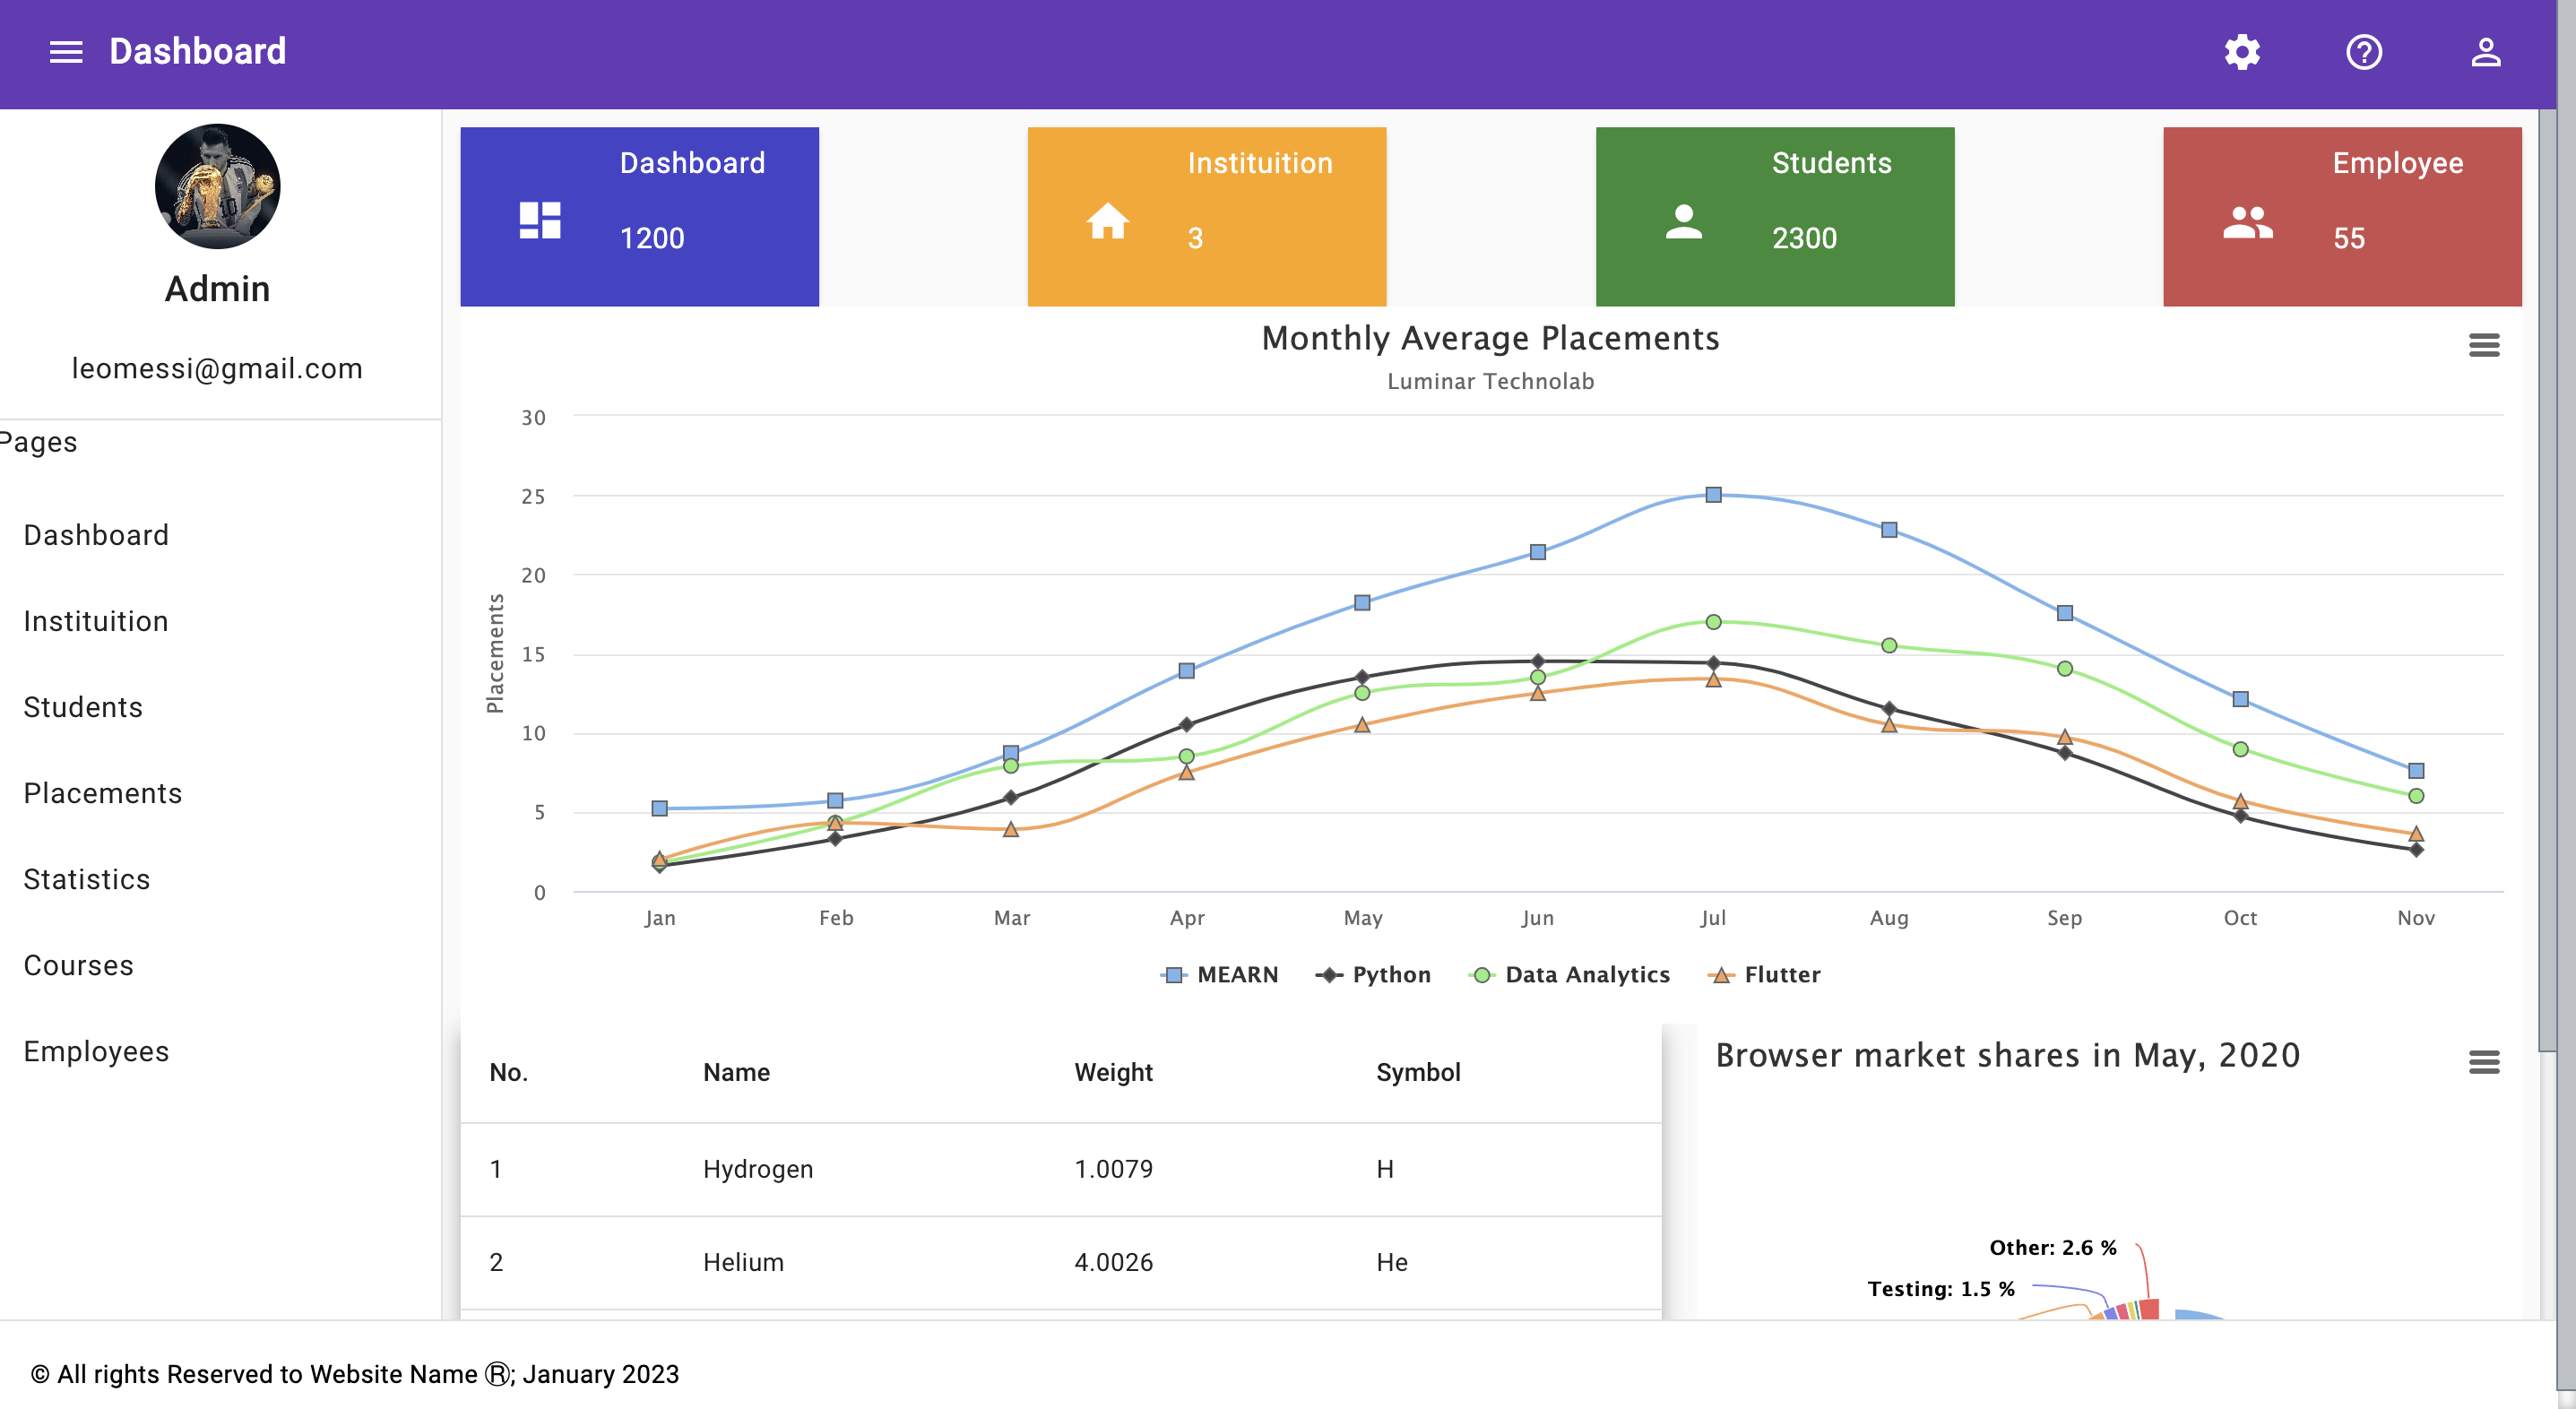 Dashboard
Admin
leomessi@gmail.com
Pages
Dashboard
Instituition
Students
Placements
Statistics
Courses
Employees
Dashboard
1200
Instituition
3
Students
2300
Employee
55
Monthly Average Placements
Luminar Technolab
Placements
30
25
20
15
10
5
0
Jan Feb Mar Apr May Jun Jul Aug Sep Oct Nov
MEARN Python Data Analytics Flutter
No. Name Weight Symbol
1 Hydrogen 1.0079 H
2 Helium 4.0026 He
Browser market shares in May, 2020
Other: 2.6 %
Testing: 1.5 %
© All rights Reserved to Website Name Ⓡ; January 2023